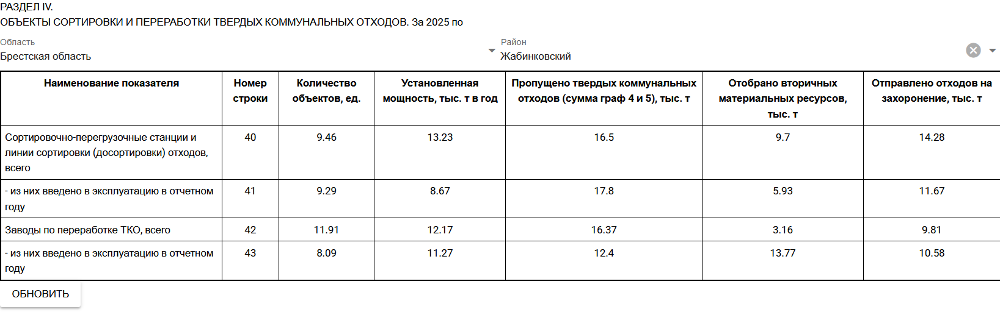 РАЗДЕЛ IV.
ОБЪЕКТЫ СОРТИРОВКИ И ПЕРЕРАБОТКИ ТВЕРДЫХ КОММУНАЛЬНЫХ ОТХОДОВ. За 2025 по
Область
Брестская область
Район
Жабинковский
Наименование показателя
Номер
строки
Количество
объектов, ед.
Установленная
мощность, тыс. т в год
Пропущено твердых коммунальных
отходов (сумма граф 4 и 5), тыс. т
Отобрано вторичных
материальных ресурсов,
тыс. т
Отправлено отходов на
захоронение, тыс. т
Сортировочно-перегрузочные станции и
линии сортировки (досортировки) отходов,
всего
40
9.46
13.23
16.5
9.7
14.28
- из них введено в эксплуатацию в отчетном
году
41
9.29
8.67
17.8
5.93
11.67
Заводы по переработке ТКО, всего
42
11.91
12.17
16.37
3.16
9.81
- из них введено в эксплуатацию в отчетном
году
43
8.09
11.27
12.4
13.77
10.58
ОБНОВИТЬ